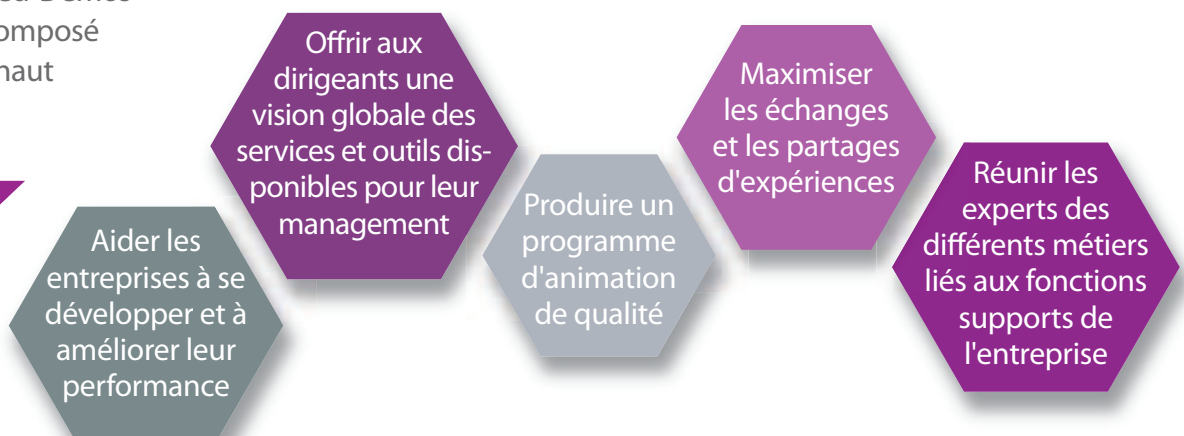 omposé
haut
Aider les
entreprises à se
développer et à
améliorer leur
performance
Offrir aux
dirigeants une
vision globale des
services et outils dis-
ponibles pour leur
management
Produire un
programme
d'animation
de qualité
Maximiser
les échanges
et les partages
d'expériences
Réunir les
experts des
différents métiers
liés aux fonctions
supports de
l'entreprise